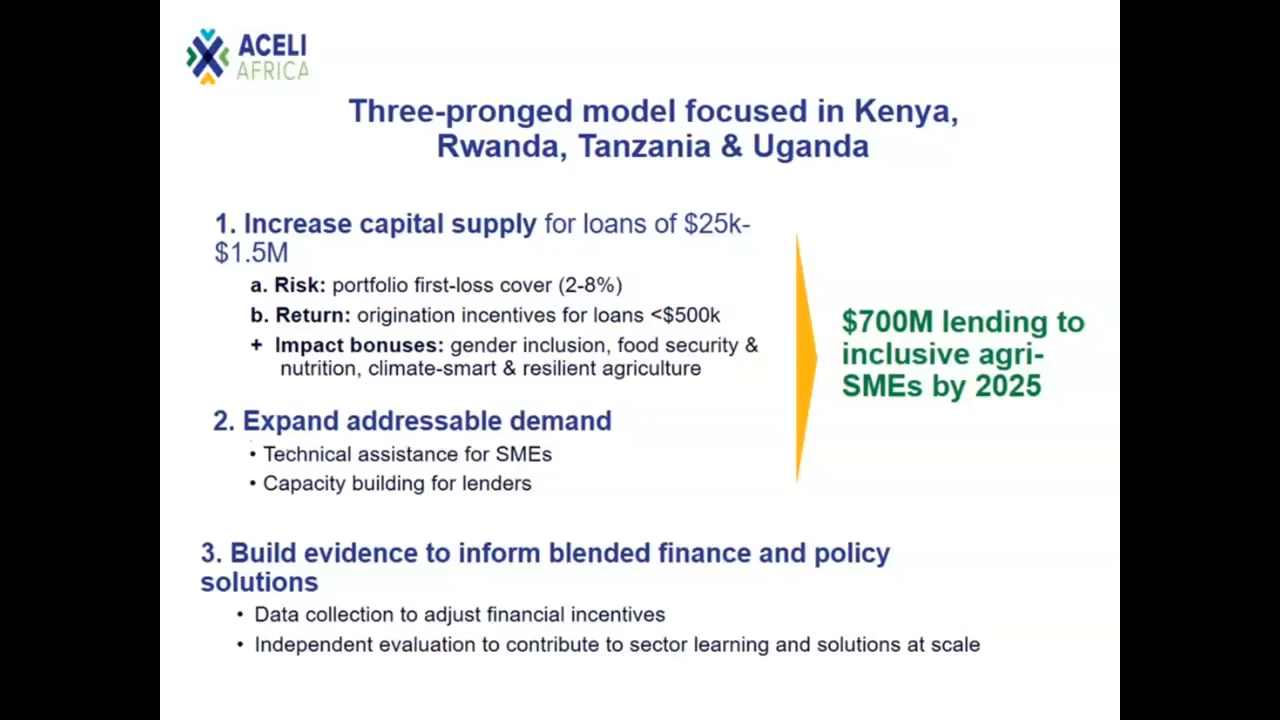 ACELI
AFRICA
Three-pronged model focused in Kenya,
Rwanda, Tanzania & Uganda
1. Increase capital supply for loans of $25k-
$1.5M
a. Risk: portfolio first-loss cover (2-8%)
b. Return: origination incentives for loans <$500k
+ Impact bonuses: gender inclusion, food security &
nutrition, climate-smart & resilient agriculture
$700M lending to
inclusive agri-
SMEs by 2025
2. Expand addressable demand
• Technical assistance for SMEs
• Capacity building for lenders
3. Build evidence to inform blended finance and policy
solutions
• Data collection to adjust financial incentives
• Independent evaluation to contribute to sector learning and solutions at scale